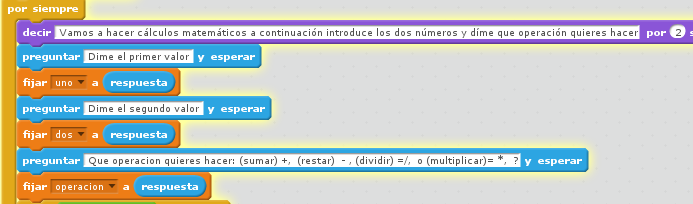 por siempre
decir Vamos a hacer cálculos matemáticos a continuación introduce los dos números y díme que operación quieres hacer por 2 s
preguntar Dime el primer valor y esperar
fijar uno a respuesta
preguntar Dime el segundo valor y esperar
fijar dos a respuesta
preguntar Que operacion quieres hacer: (sumar) +, (restar) - , (dividir) =/, o (multiplicar)= *, ? y esperar
fijar operacion a respuesta